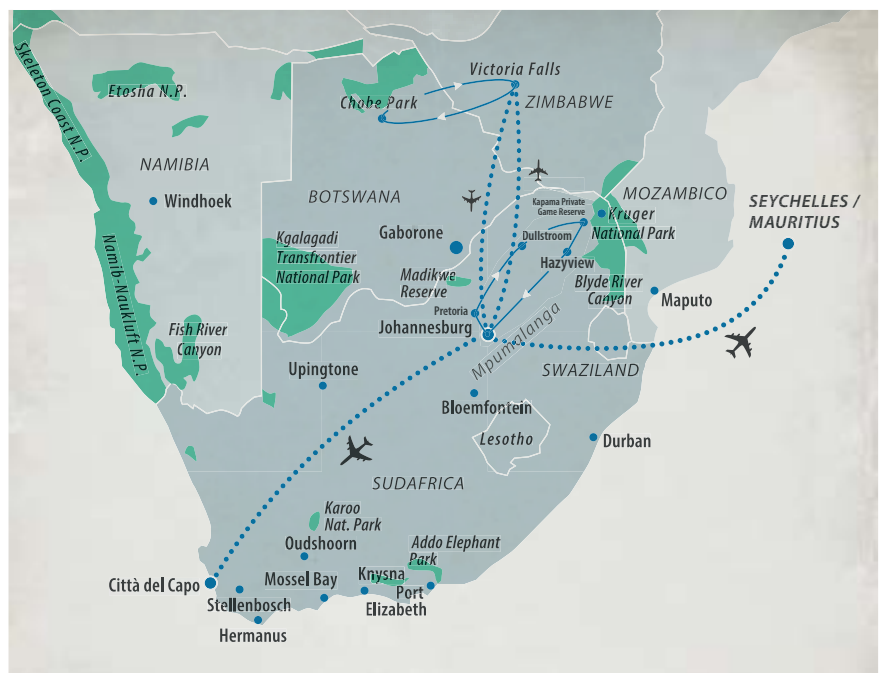 Skeleton Coast N.P.
Etosha N.P.
Victoria Falls
Chobe Park
ZIMBABWE
NAMIBIA
Windhoek
BOTSWANA
MOZAMBICO
SEYCHELLES /
MAURITIUS
Kapama Private
Game Reserve
Kruger
National Park
Gaborone
Dullstroom
Kgalagadi
Transfrontier
National Park
Hazyview
Madikwe
Reserve
Blyde River
Canyon
Maputo
Namib-Naukluft N.P.
Pretoria
Johannesburg
Mpumalanga
Fish River
Canyon
SWAZILAND
Upingtone
Bloemfontein
Lesotho
Durban
SUDAFRICA
Karoo
Nat. Park
Oudshoorn
Addo Elephant
Park
Città del Capo
Mossel Bay
Knysna
Port
Elizabeth
Stellenbosch
Hermanus